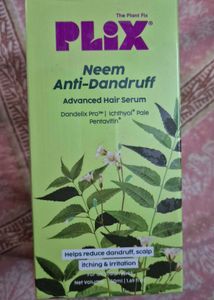 The Plant Fix
PLiX®
Neem
Anti-Dandruff
Advanced Hair Serum
Dandelix Pro™ | Ichthyol® Pale
Pentavitin®
Helps reduce dandruff, scalp
itching & irritation
Net